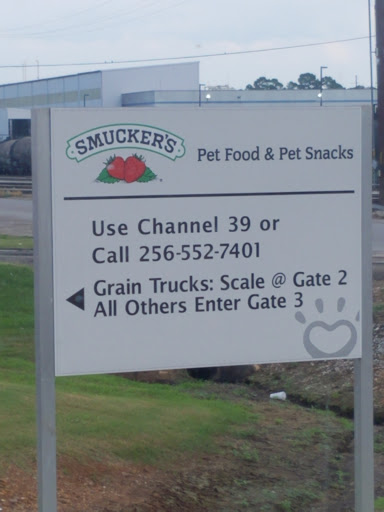 SMUCKER'S
Pet Food & Pet Snacks
Use Channel 39 or
Call 256-552-7401
Grain Trucks: Scale @ Gate 2
All Others Enter Gate 3